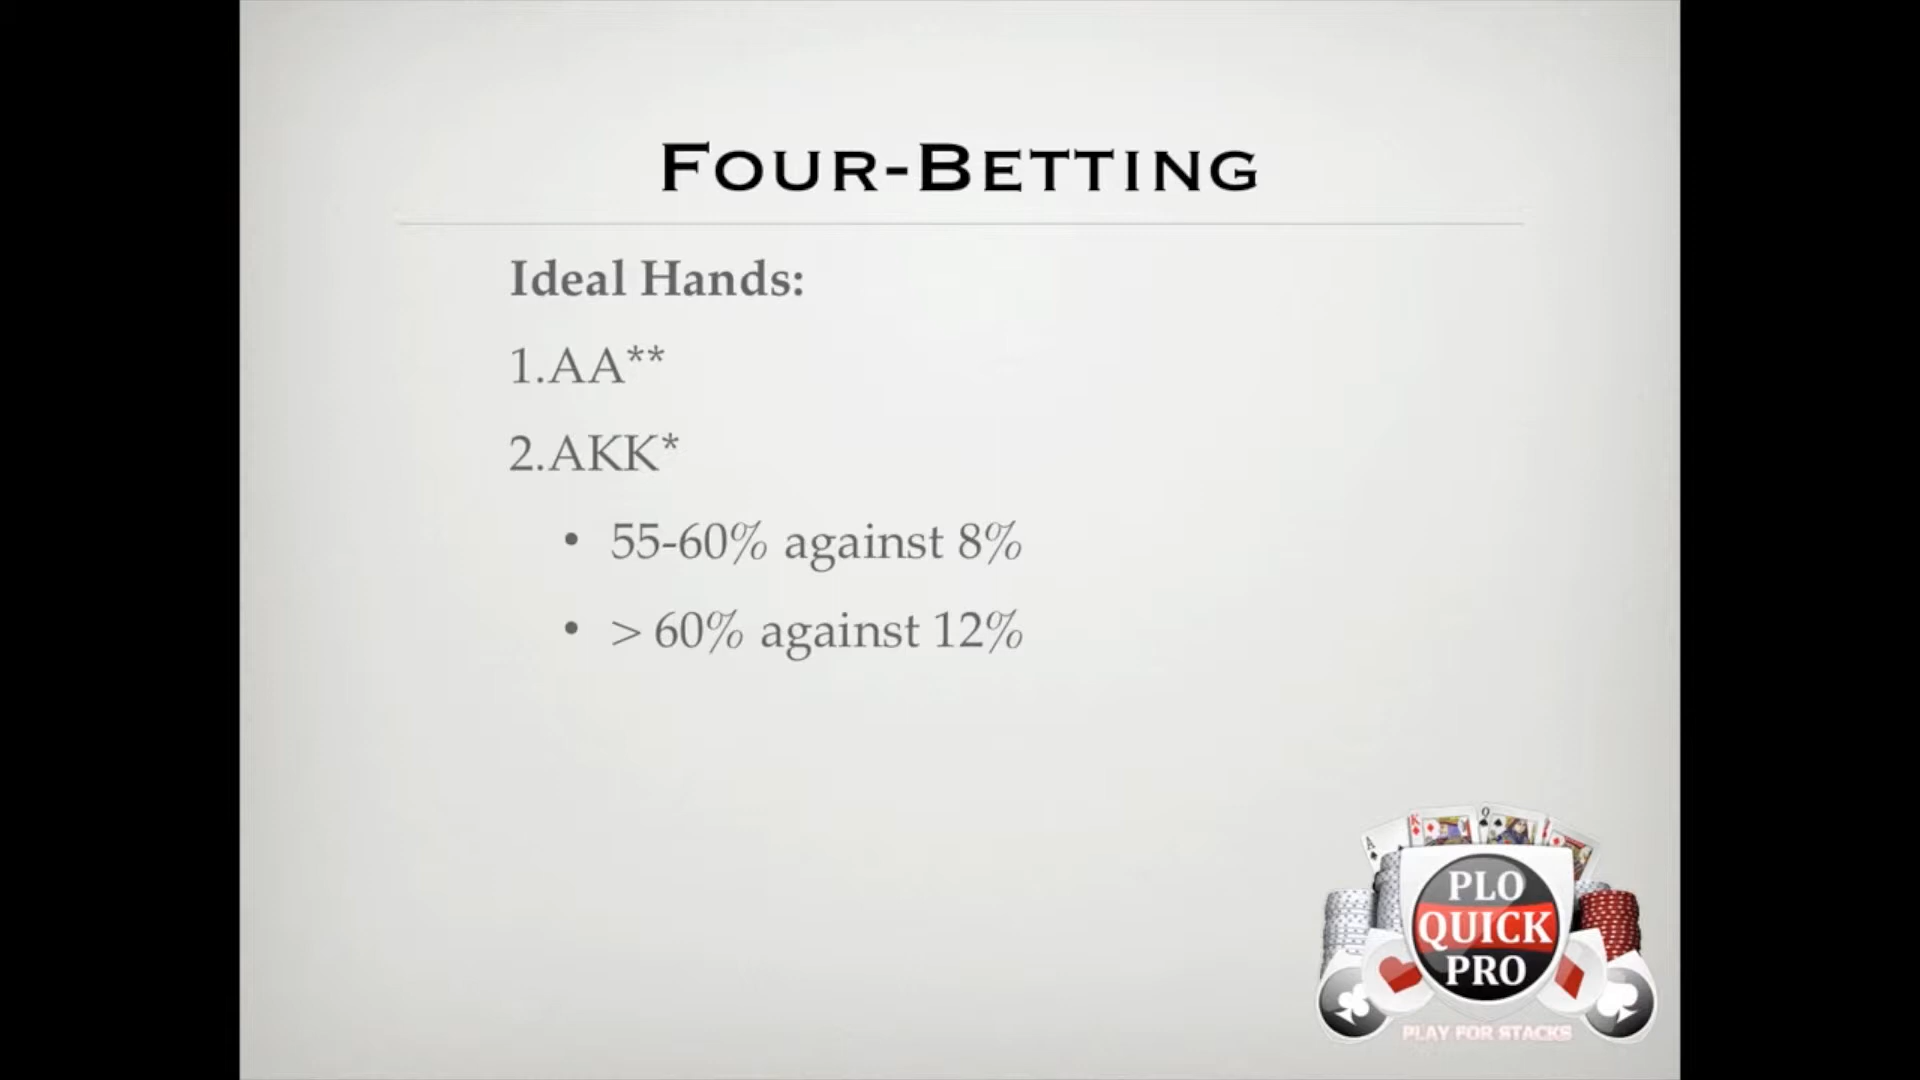 FOUR-BETTING
Ideal Hands:
1.AA**
2.AKK*
• 55-60% against 8%
• > 60% against 12%
A
K
Q
PLO
QUICK
PRO
PLAY FOR STACKS